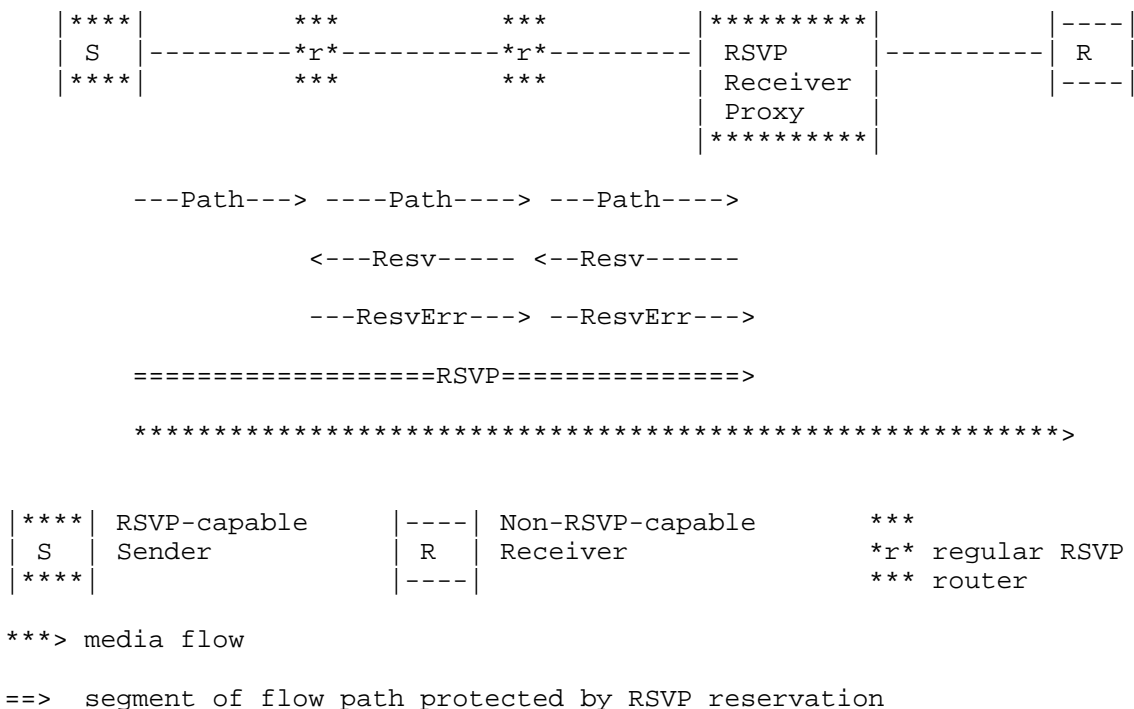 |****|         ***          ***         |**********|           |----|
| S  |---------*r*----------*r*---------| RSVP     |----------| R  |
|****|         ***          ***         | Receiver |           |----|
| Proxy    |
|**********|
---Path---> ----Path----> ---Path---->
<---Resv----- <--Resv------
---ResvErr---> --ResvErr--->
===================RSVP===============>
**********************************************************>
|****| RSVP-capable     |----| Non-RSVP-capable     ***
| S  | Sender           | R  | Receiver            *r* regular RSVP
|****|                  |----|                     *** router
***> media flow
==>  segment of flow path protected by RSVP reservation